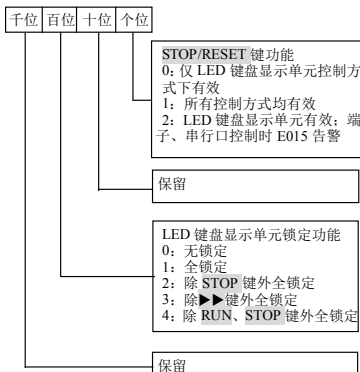 千位 百位 十位 个位
STOP/RESET 键功能
0：仅 LED 键盘显示单元控制方
式下有效
1：所有控制方式均有效
2：LED 键盘显示单元有效；端
子、串行口控制时 E015 告警
保留
LED 键盘显示单元锁定功能
0：无锁定
1：全锁定
2：除 STOP 键外全锁定
3：除▶▶键外全锁定
4：除 RUN、STOP 键外全锁定
保留